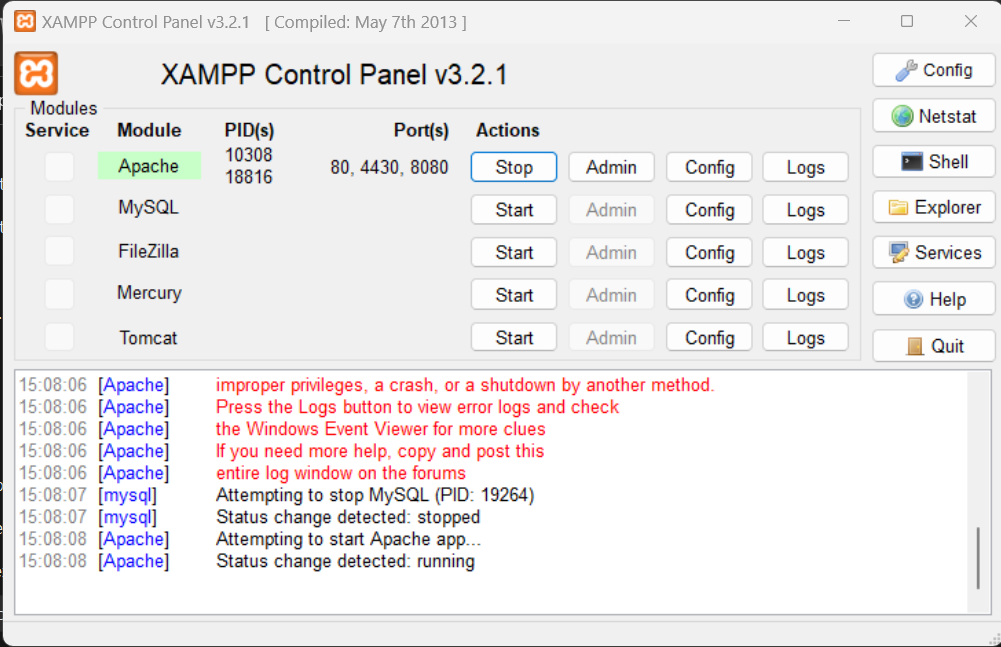 XAMPP Control Panel v3.2.1 [ Compiled: May 7th 2013 ]
XAMPP Control Panel v3.2.1
Config
Modules
Service Module PID(s) Port(s) Actions
Apache 10308 18816 80, 4430, 8080 Stop Admin Config Logs
Netstat
MySQL Start Admin Config Logs
Shell
FileZilla Start Admin Config Logs
Explorer
Mercury Start Admin Config Logs
Services
Tomcat Start Admin Config Logs
Help
Quit
15:08:06 [Apache] improper privileges, a crash, or a shutdown by another method.
15:08:06 [Apache] Press the Logs button to view error logs and check
15:08:06 [Apache] the Windows Event Viewer for more clues
15:08:06 [Apache] If you need more help, copy and post this
15:08:06 [Apache] entire log window on the forums
15:08:07 [mysql] Attempting to stop MySQL (PID: 19264)
15:08:07 [mysql] Status change detected: stopped
15:08:08 [Apache] Attempting to start Apache app...
15:08:08 [Apache] Status change detected: running